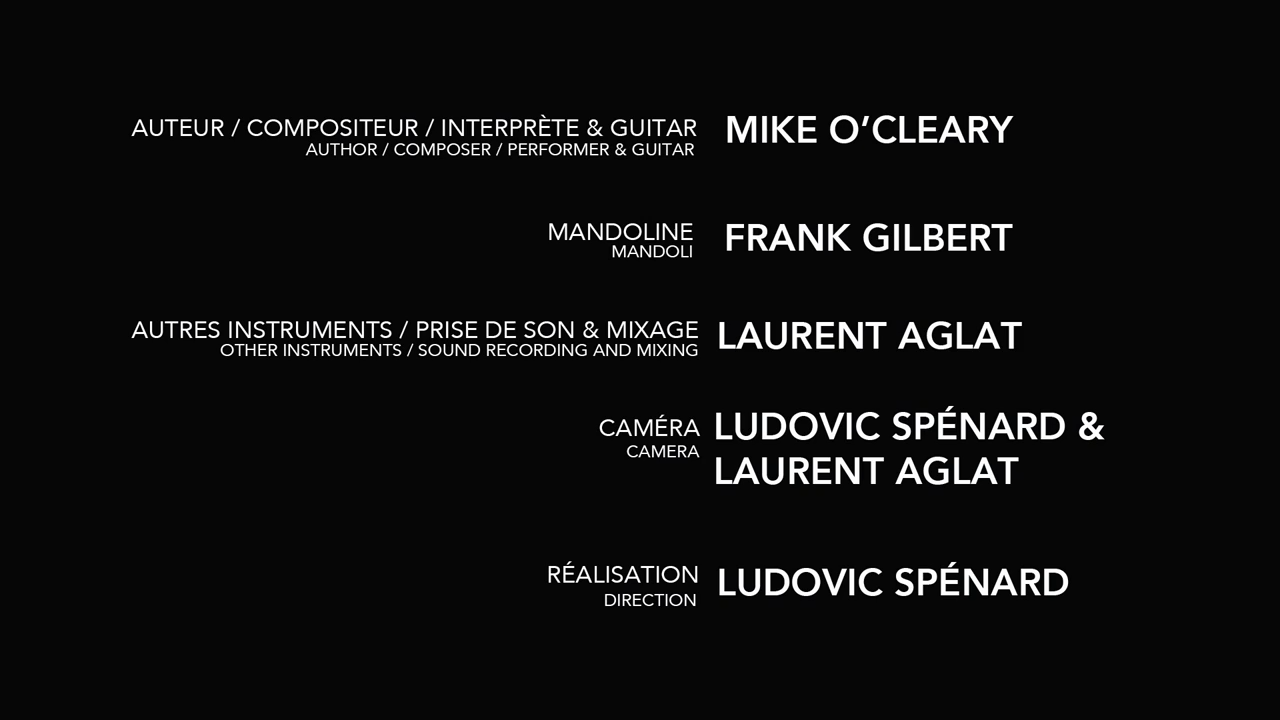 AUTEUR / COMPOSITEUR / INTERPRÈTE & GUITAR MIKE O’CLEARY
AUTHOR / COMPOSER / PERFORMER & GUITAR
MANDOLINE FRANK GILBERT
MANDOLI
AUTRES INSTRUMENTS / PRISE DE SON & MIXAGE LAURENT AGLAT
OTHER INSTRUMENTS / SOUND RECORDING AND MIXING
CAMÉRA LUDOVIC SPÉNARD &
CAMERA
LAURENT AGLAT
RÉALISATION LUDOVIC SPÉNARD
DIRECTION